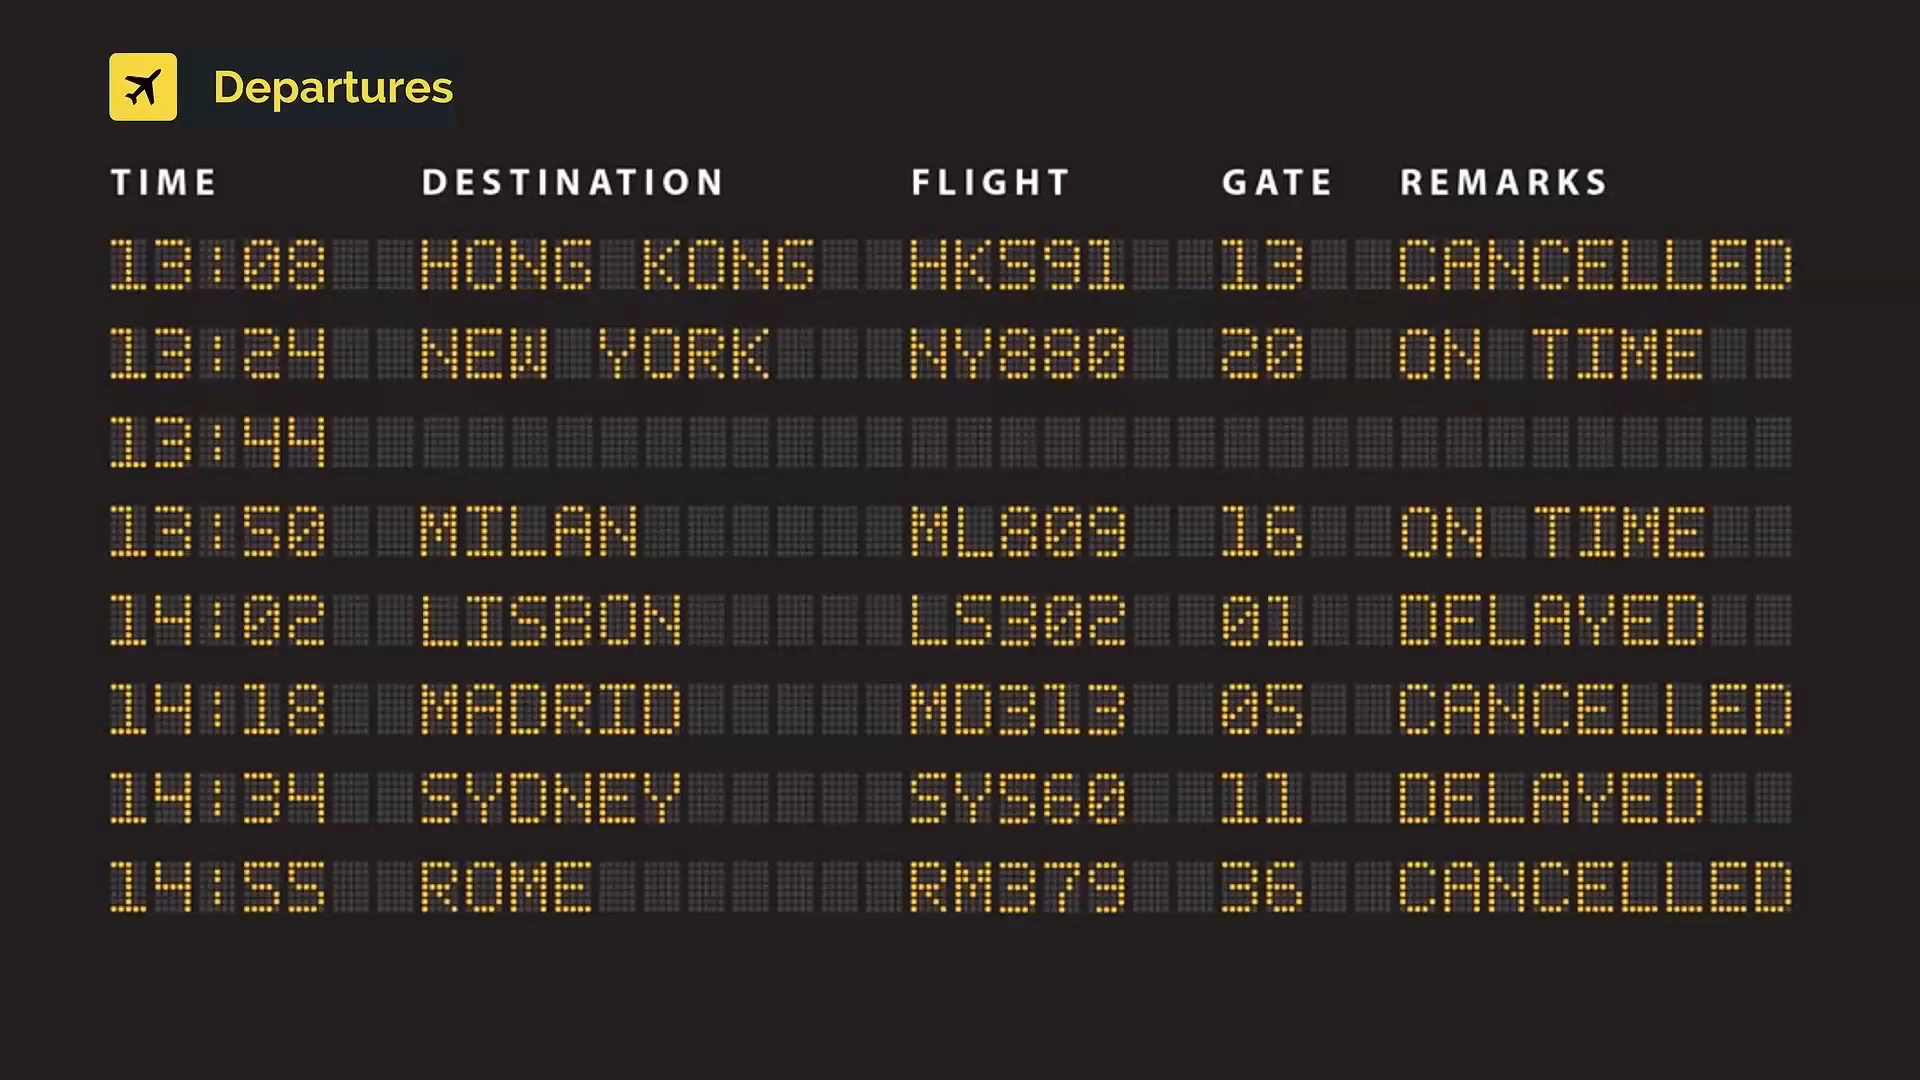 Departures
TIME DESTINATION FLIGHT GATE REMARKS
13:08 HONG KONG HK591 13 CANCELLED
13:24 NEW YORK NY880 20 ON TIME
13:44
13:50 MILAN ML809 16 ON TIME
14:02 LISBON LS302 01 DELAYED
14:18 MADRID MD313 05 CANCELLED
14:34 SYDNEY SY560 11 DELAYED
14:55 ROME RM379 36 CANCELLED